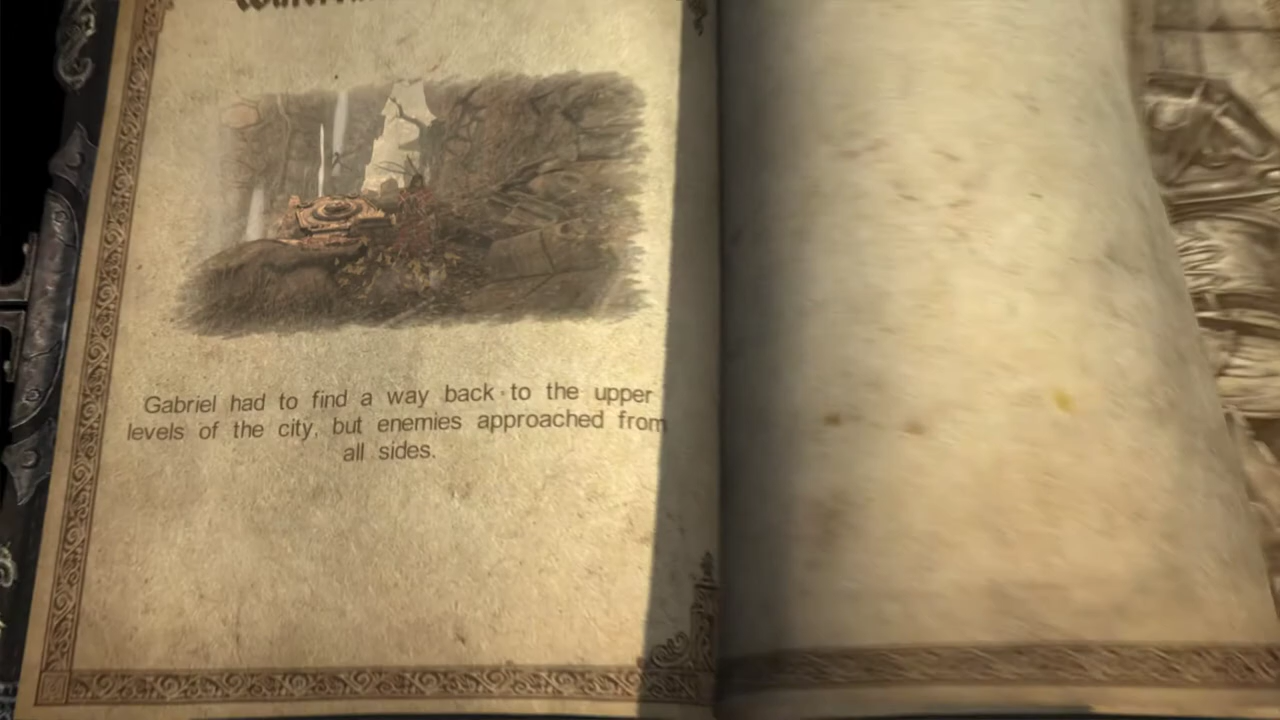 Gabriel had to find a way back to the upper
levels of the city, but enemies approached from
all sides.